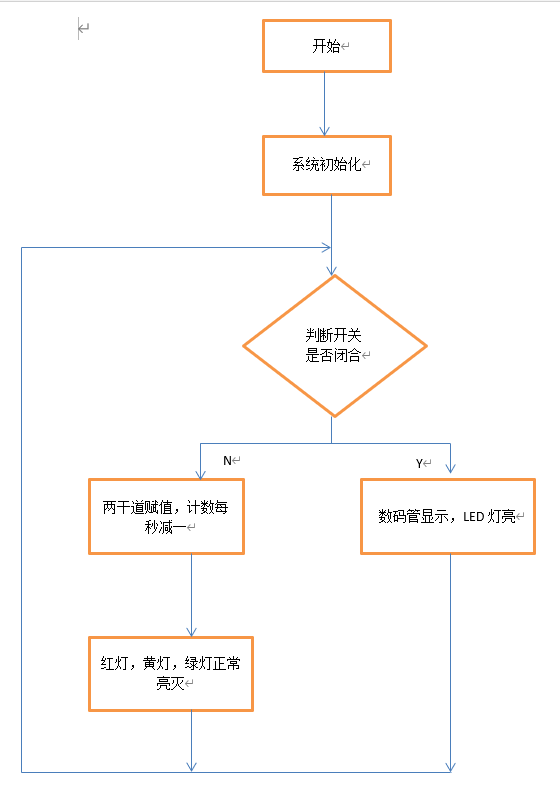 开始
系统初始化
判断开关
是否闭合
N
Y
两干道赋值，计数每
秒减一
数码管显示，LED 灯亮
红灯，黄灯，绿灯正常
亮灭